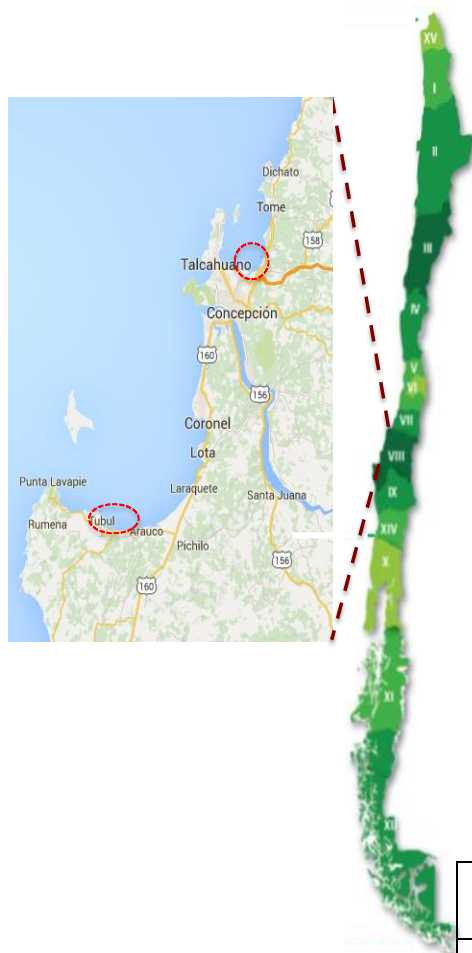 Dichato
Tome
158
Talcahuano
Concepción
160
156
Coronel
Lota
Laraquete
Santa Juana
Punta Lavapie
Tubul
Rumena
Arauco
Pichilo
156
160
XV
I
II
III
IV
V
VI
VII
VIII
IX
XIV
X
XI